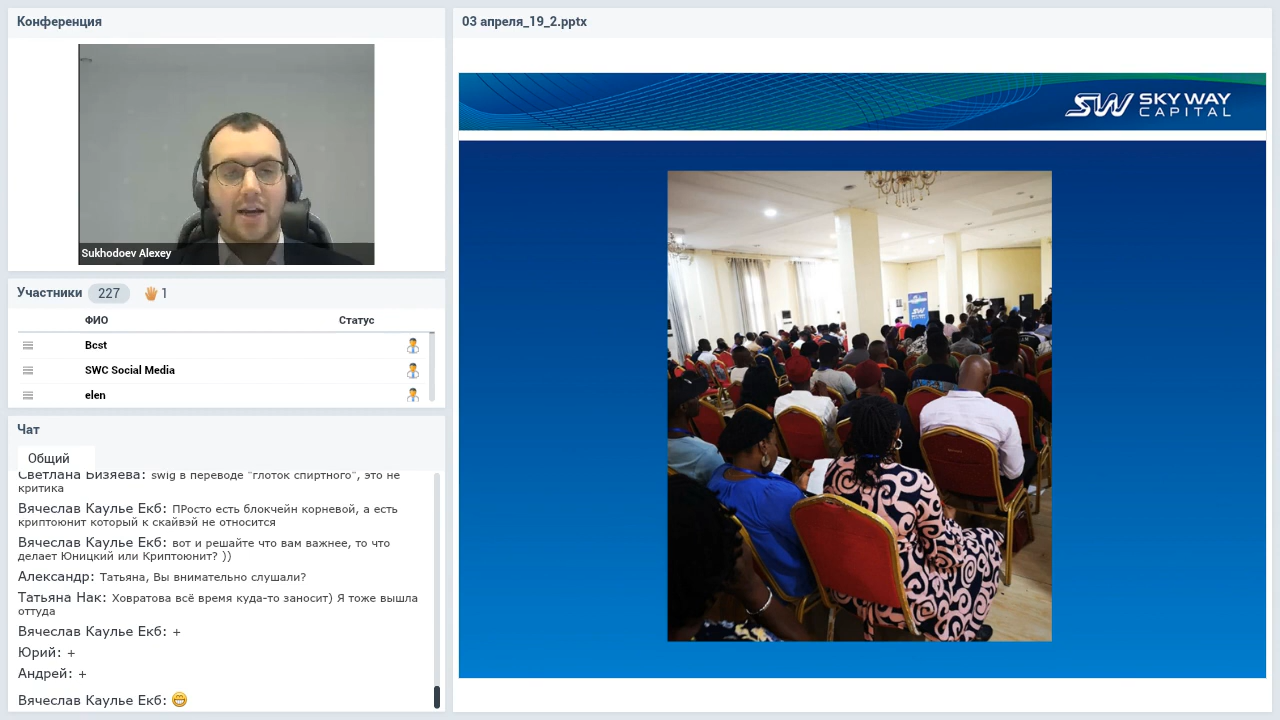 Конференция
Sukhodoev Alexey
Участники 227 1
ФИО Статус
Bcst
SWC Social Media
elen
Чат
Общий
Светлана Бизяева: swig в переводе "глоток спиртного", это не
критика
Вячеслав Каулье Екб: ПРосто есть блокчейн корневой, а есть
криптоюнит который к скайвэй не относится
Вячеслав Каулье Екб: вот и решайте что вам важнее, то что
делает Юницкий или Криптоюнит? ))
Александр: Татьяна, Вы внимательно слушали?
Татьяна Нак: Ховратова всё время куда-то заносит) Я тоже вышла
оттуда
Вячеслав Каулье Екб: +
Юрий: +
Андрей: +
Вячеслав Каулье Екб:
03 апреля_19_2.pptx
SW SKY WAY
CAPITAL
SW